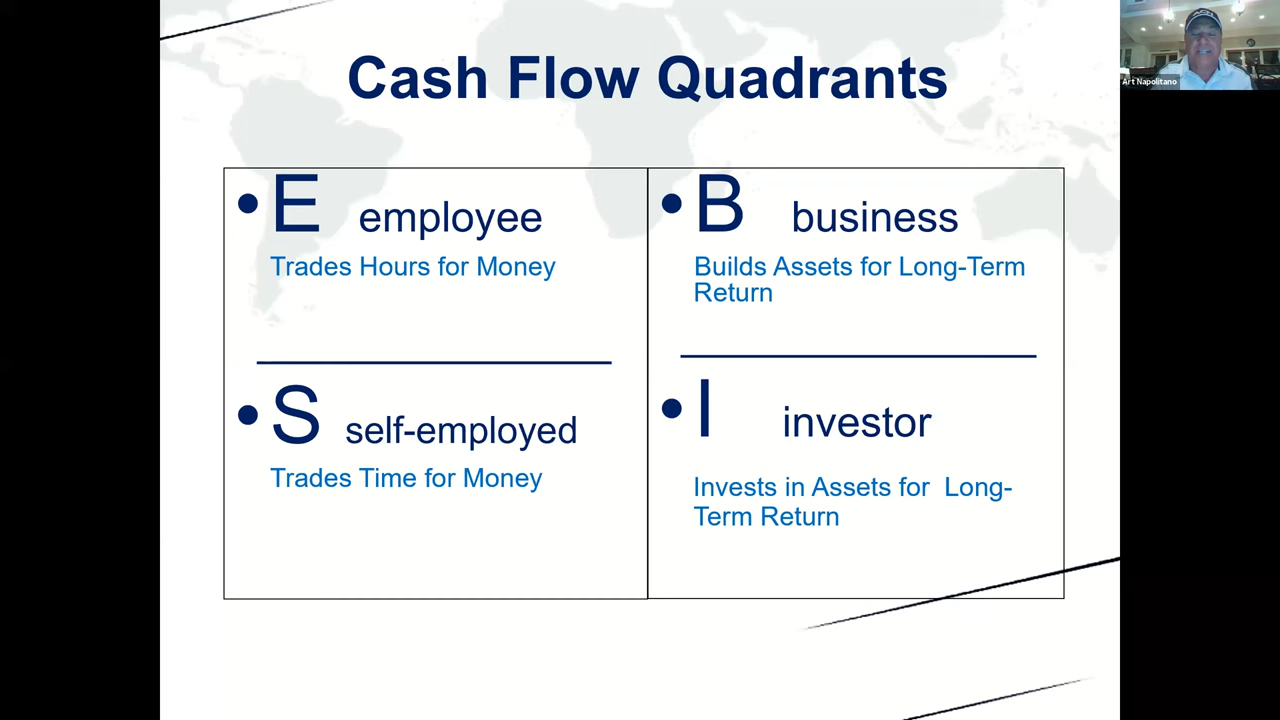 Cash Flow Quadrants
Art Napolitano
• E employee
Trades Hours for Money
• S self-employed
Trades Time for Money
• B business
Builds Assets for Long-Term
Return
• I investor
Invests in Assets for Long-
Term Return